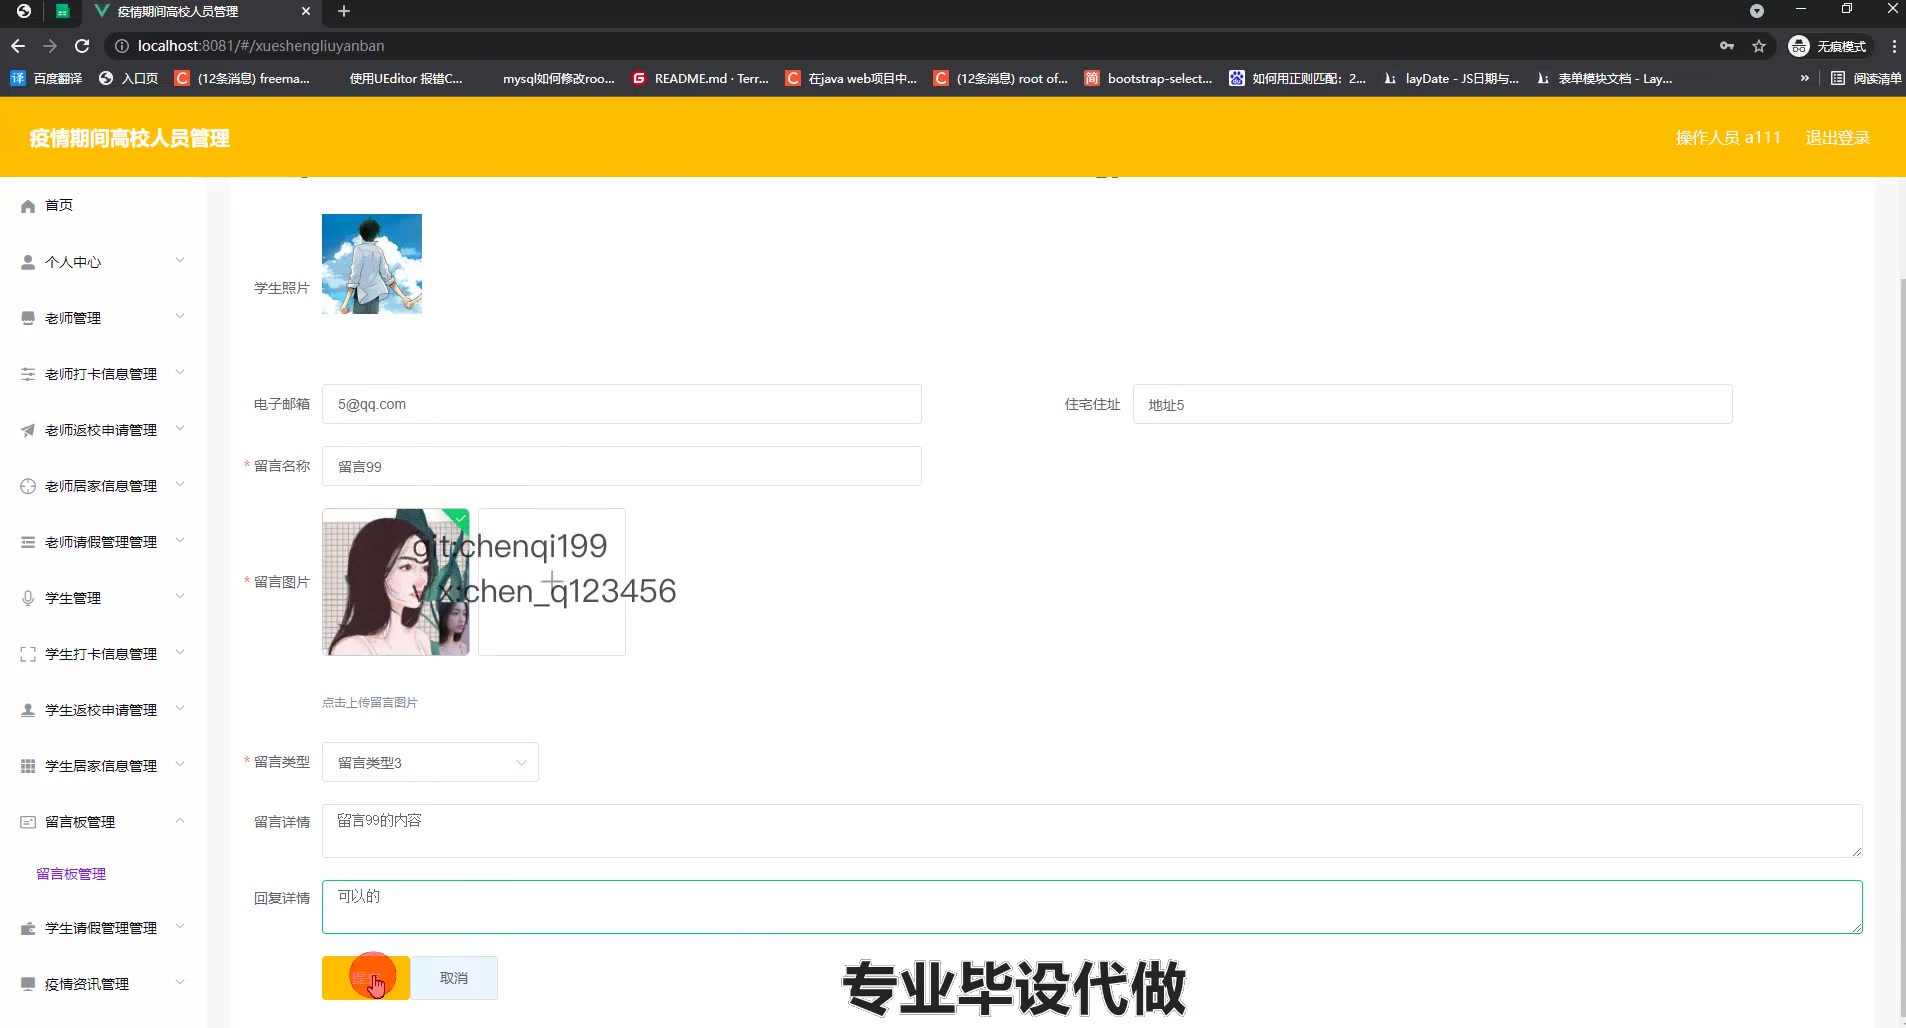 疫情期间高校人员管理
localhost:8081/#/xueshengliuyanban
无痕模式
百度翻译
入口页
(12条消息) freema...
使用UEditor 报错C...
mysql如何修改roo...
README.md · Terr...
在java web项目中...
(12条消息) root of...
bootstrap-select...
如何用正则匹配：2...
layDate - JS日期与...
表单模块文档 - Lay...
»
阅读清单
疫情期间高校人员管理
操作人员 a111
退出登录
首页
个人中心
老师管理
老师打卡信息管理
老师返校申请管理
老师居家信息管理
老师请假管理管理
学生管理
学生打卡信息管理
学生返校申请管理
学生居家信息管理
留言板管理
留言板管理
学生请假管理管理
疫情资讯管理
学生照片
电子邮箱 5@qq.com
住宅住址 地址5
* 留言名称 留言99
* 留言图片
git:chenqi199
v x:chen_q123456
点击上传留言图片
* 留言类型 留言类型3
留言详情 留言99的内容
回复详情 可以的
取消
专业毕设代做